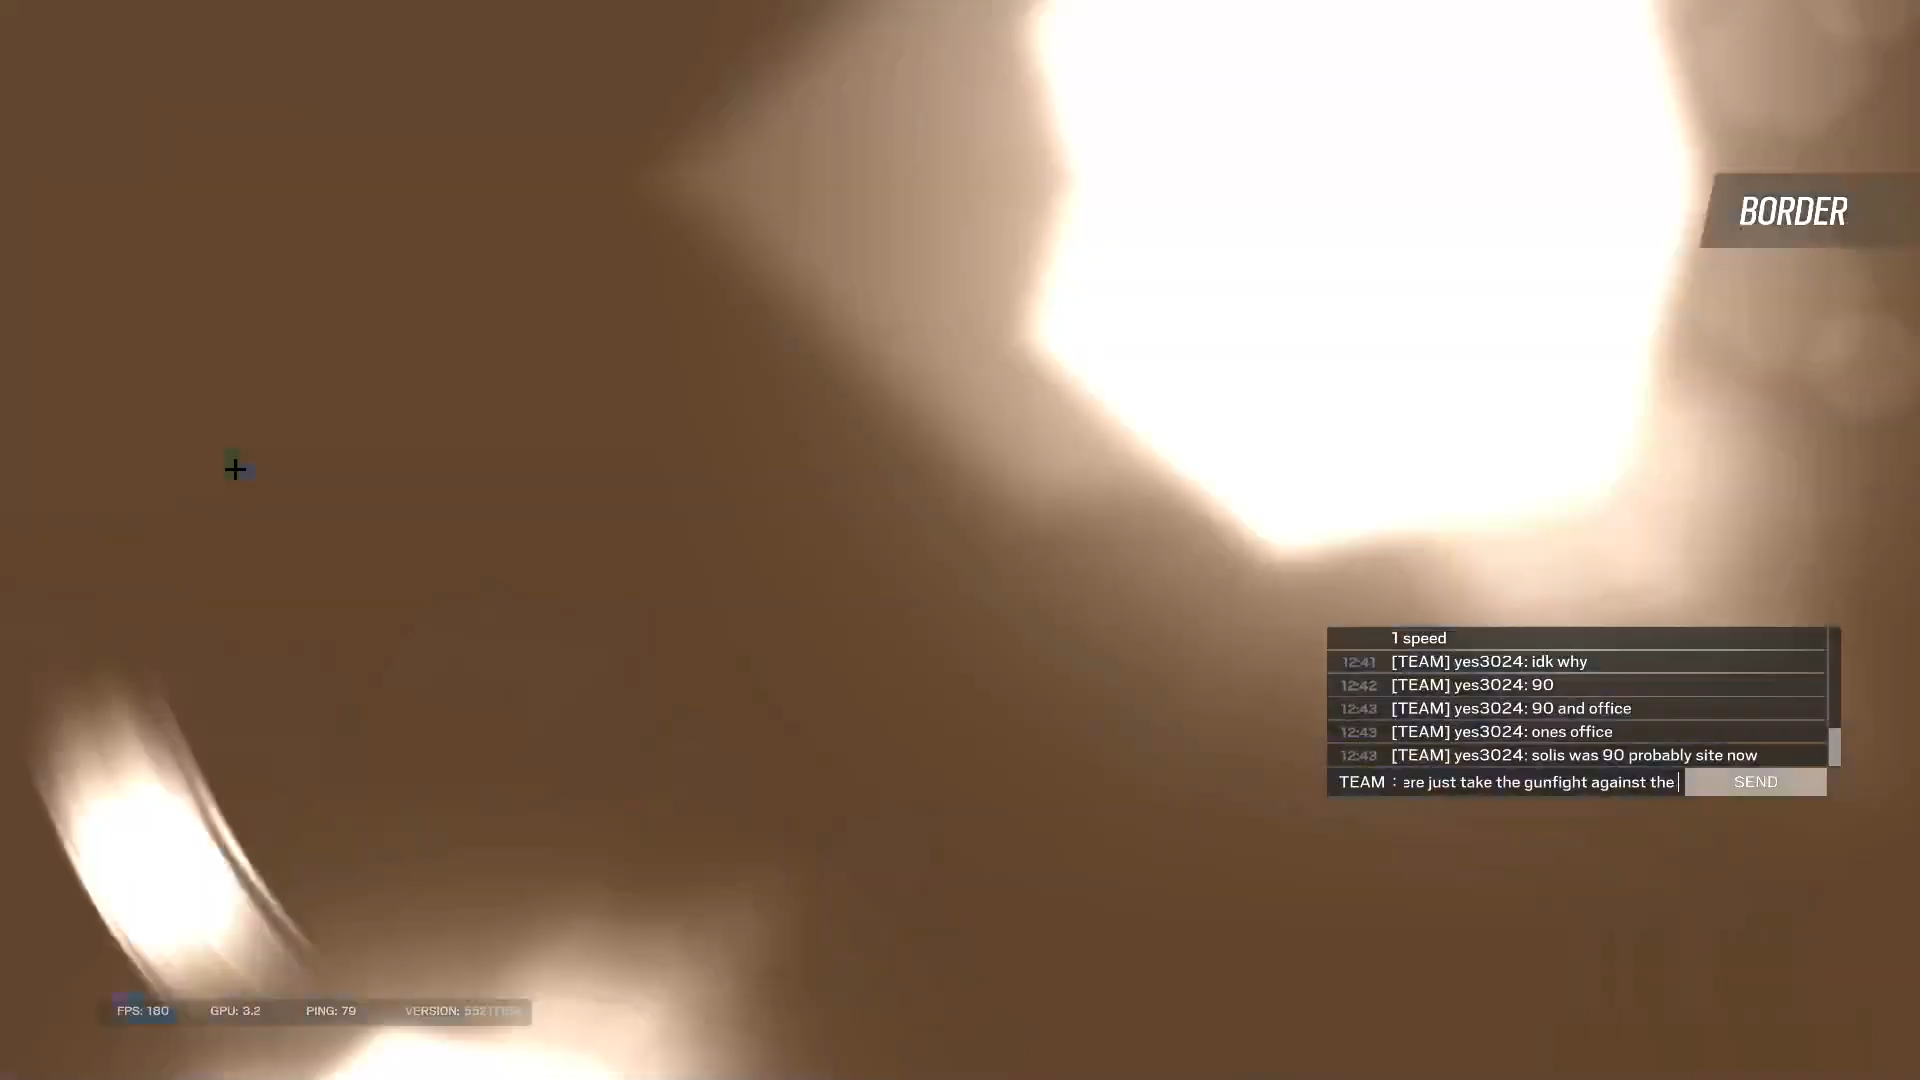 BORDER
1 speed
12:41 [TEAM] yes3024: idk why
12:42 [TEAM] yes3024: 90
12:43 [TEAM] yes3024: 90 and office
12:43 [TEAM] yes3024: ones office
12:43 [TEAM] yes3024: solis was 90 probably site now
TEAM : ere just take the gunfight against the SEND
FPS: 180 GPU: 3.2 PING: 79 VERSION: